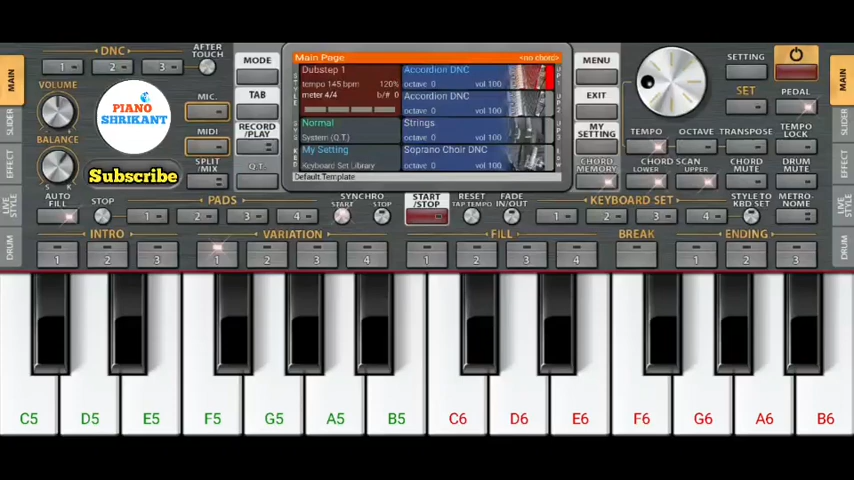 DNC
AFTER
TOUCH
1
2
3
MAIN
SLIDER
EFFECT
LIVE
STYLE
DRUM
VOLUME
BALANCE
S K
PIANO
SHRIKANT
Subscribe
MIC.
MIDI
SPLIT
/MIX
MODE
TAB
RECORD
/PLAY
Q.T.
Main Page
<no chord>
Dubstep 1
tempo 145 bpm 120%
meter 4/4 b/# 0
Normal
System (Q.T.)
My Setting
Keyboard Set Library
Default Template
Accordion DNC
octave 0 vol 100
Accordion DNC
octave 0 vol 100
Strings
octave 0 vol 100
Soprano Choir DNC
octave 0 vol 100
MENU
EXIT
MY
SETTING
CHORD
MEMORY
SETTING
SET
PEDAL
TEMPO
OCTAVE
TRANSPOSE
TEMPO
LOCK
CHORD SCAN
LOWER
UPPER
CHORD
MUTE
DRUM
MUTE
MAIN
SLIDER
EFFECT
LIVE
STYLE
DRUM
AUTO
FILL
STOP
PADS
1
2
3
4
SYNCHRO
START
STOP
START
/STOP
RESET
TAP TEMPO
FADE
IN/OUT
KEYBOARD SET
1
2
3
4
STYLE TO
KBD SET
METRO-
NOME
INTRO
1
2
3
VARIATION
1
2
3
4
FILL
1
2
3
4
BREAK
ENDING
1
2
3
C5 D5 E5 F5 G5 A5 B5 C6 D6 E6 F6 G6 A6 B6